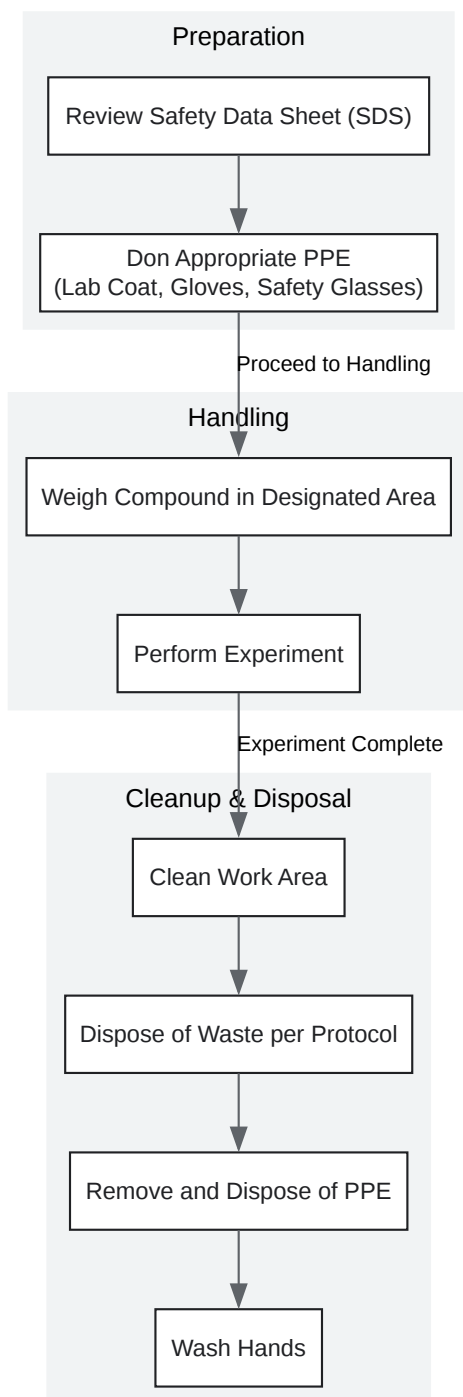 Preparation
Review Safety Data Sheet (SDS)
Don Appropriate PPE
(Lab Coat, Gloves, Safety Glasses)
Proceed to Handling
Handling
Weigh Compound in Designated Area
Perform Experiment
Experiment Complete
Cleanup & Disposal
Clean Work Area
Dispose of Waste per Protocol
Remove and Dispose of PPE
Wash Hands